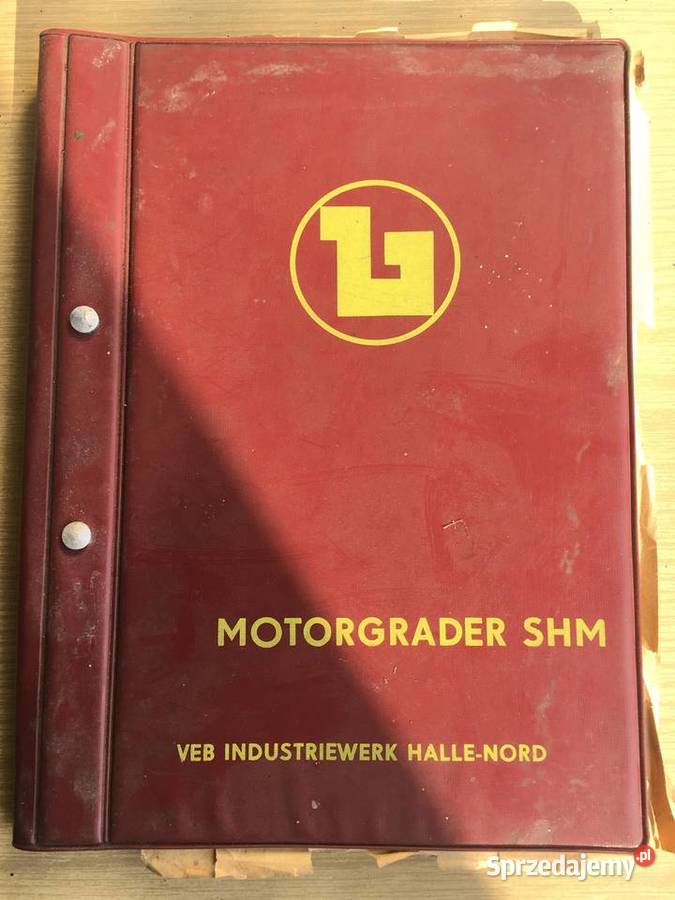 MOTORGRADER SHM
VEB INDUSTRIEWERK HALLE-NORD
Sprzedajemy.pl